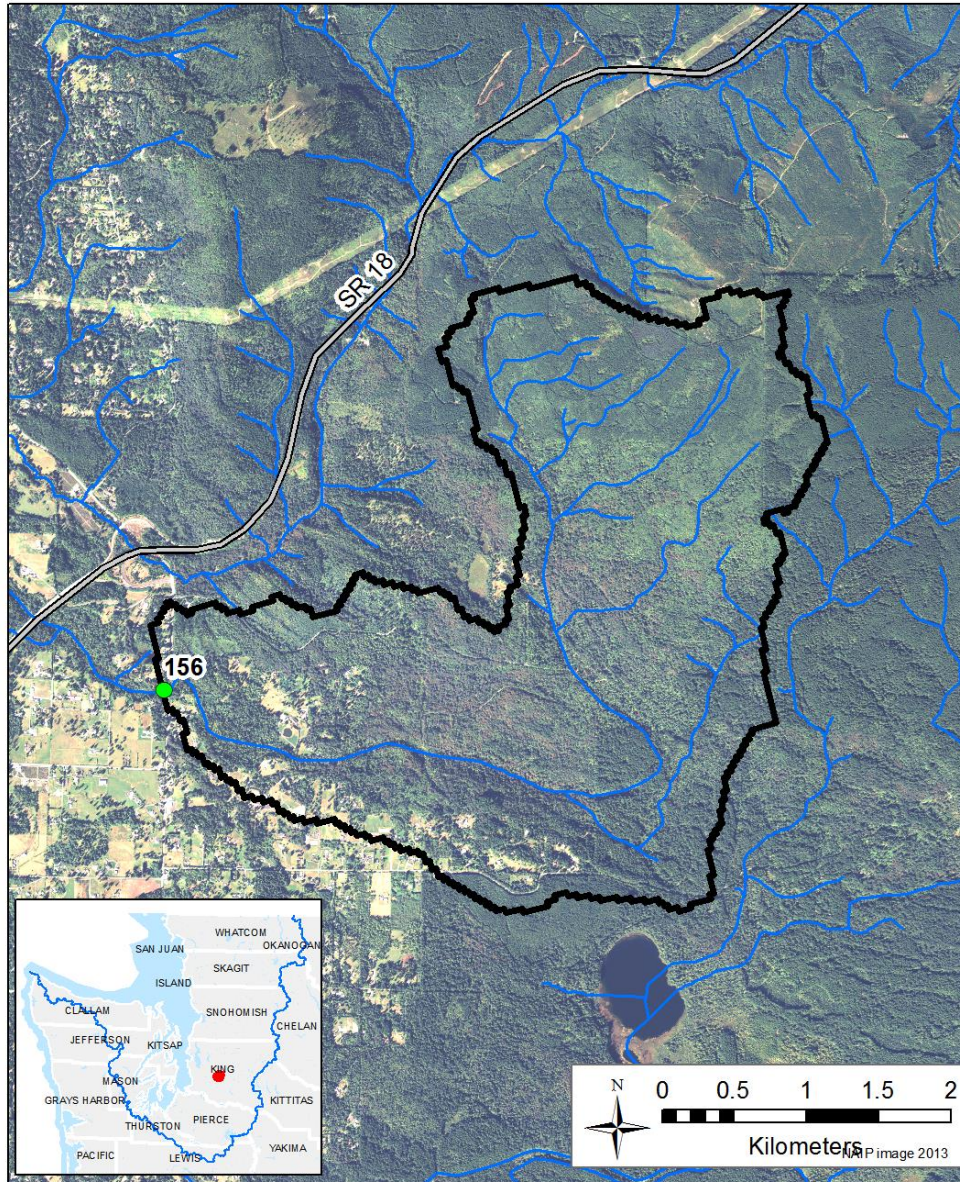 SR 18
156
WHATCOM
OKANOGAN
SAN JUAN
SKAGIT
ISLAND
SNOHOMISH
CLALLAM
CHELAN
JEFFERSON
KITSAP
KING
MASON
GRAYS HARBOR
KITTITAS
PIERCE
THURSTON
YAKIMA
PACIFIC
LEWIS
N
0 0.5 1 1.5 2
Kilometers
NAIP image 2013